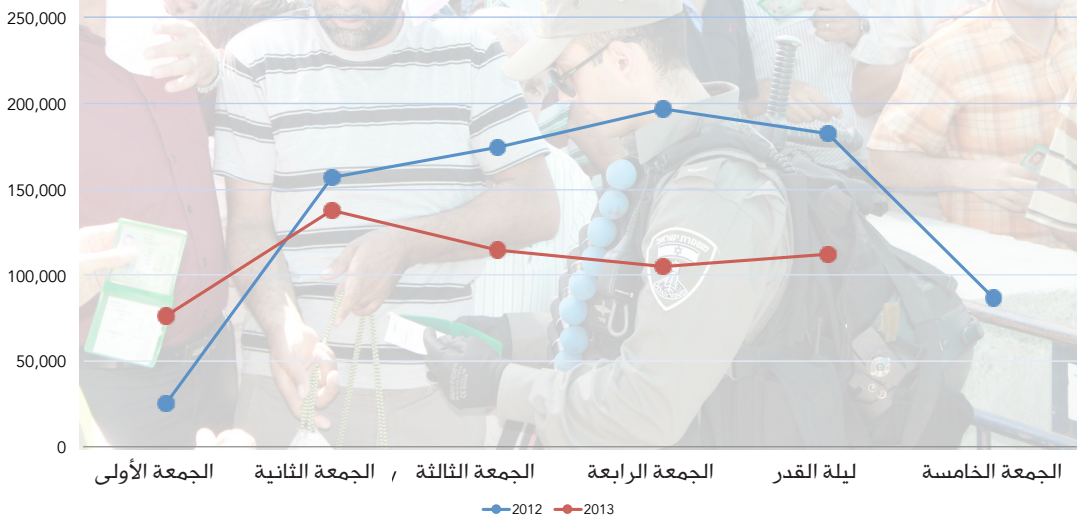 250,000
200,000
150,000
100,000
50,000
0
الجمعة الأولى
الجمعة الثانية
الجمعة الثالثة
الجمعة الرابعة
ليلة القدر
الجمعة الخامسة
2012
2013